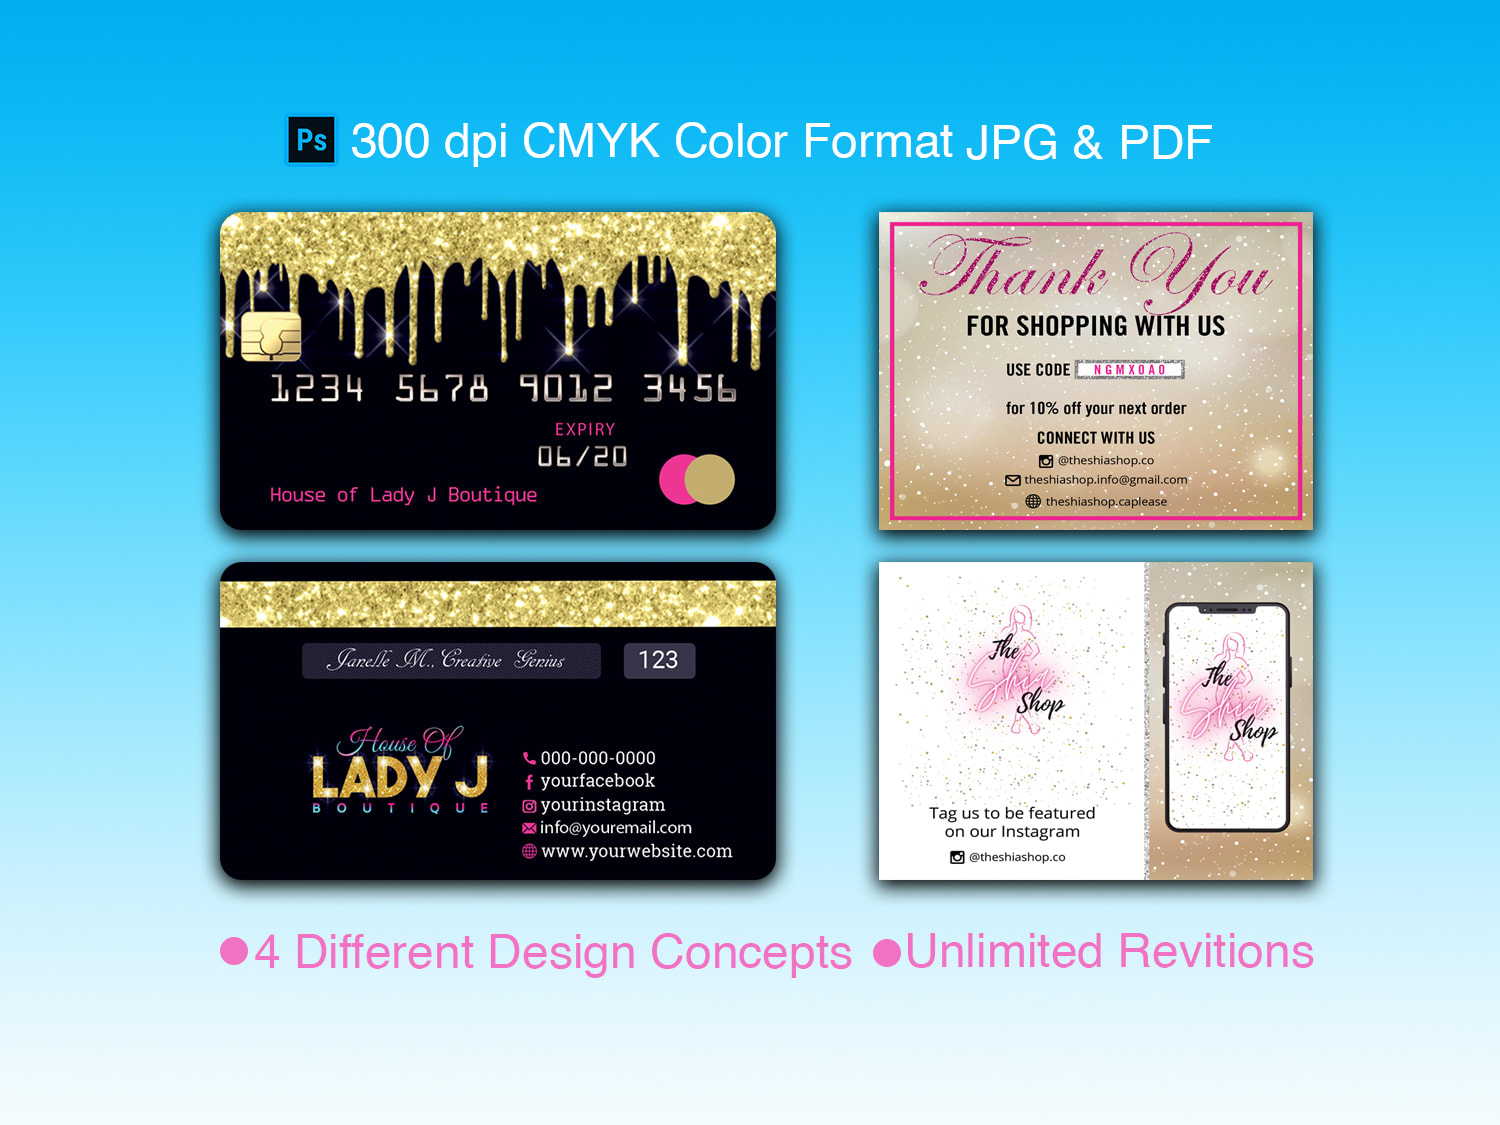 Ps 300 dpi CMYK Color Format JPG & PDF
1234 5678 9012 3456
EXPIRY
06/20
House of Lady J Boutique
Thank You
FOR SHOPPING WITH US
USE CODE NGMXOAO
for 10% off your next order
CONNECT WITH US
@theshiashop.co
theshiashop.info@gmail.com
theshiashop.caplease
Janelle M., Creative Genius
123
House Of
LADY J
BOUTIQUE
000-000-0000
yourfacebook
yourinstagram
info@youremail.com
www.yourwebsite.com
The
Shia
Shop
Tag us to be featured
on our Instagram
@theshiashop.co
The
Shia
Shop
4 Different Design Concepts
Unlimited Revitions